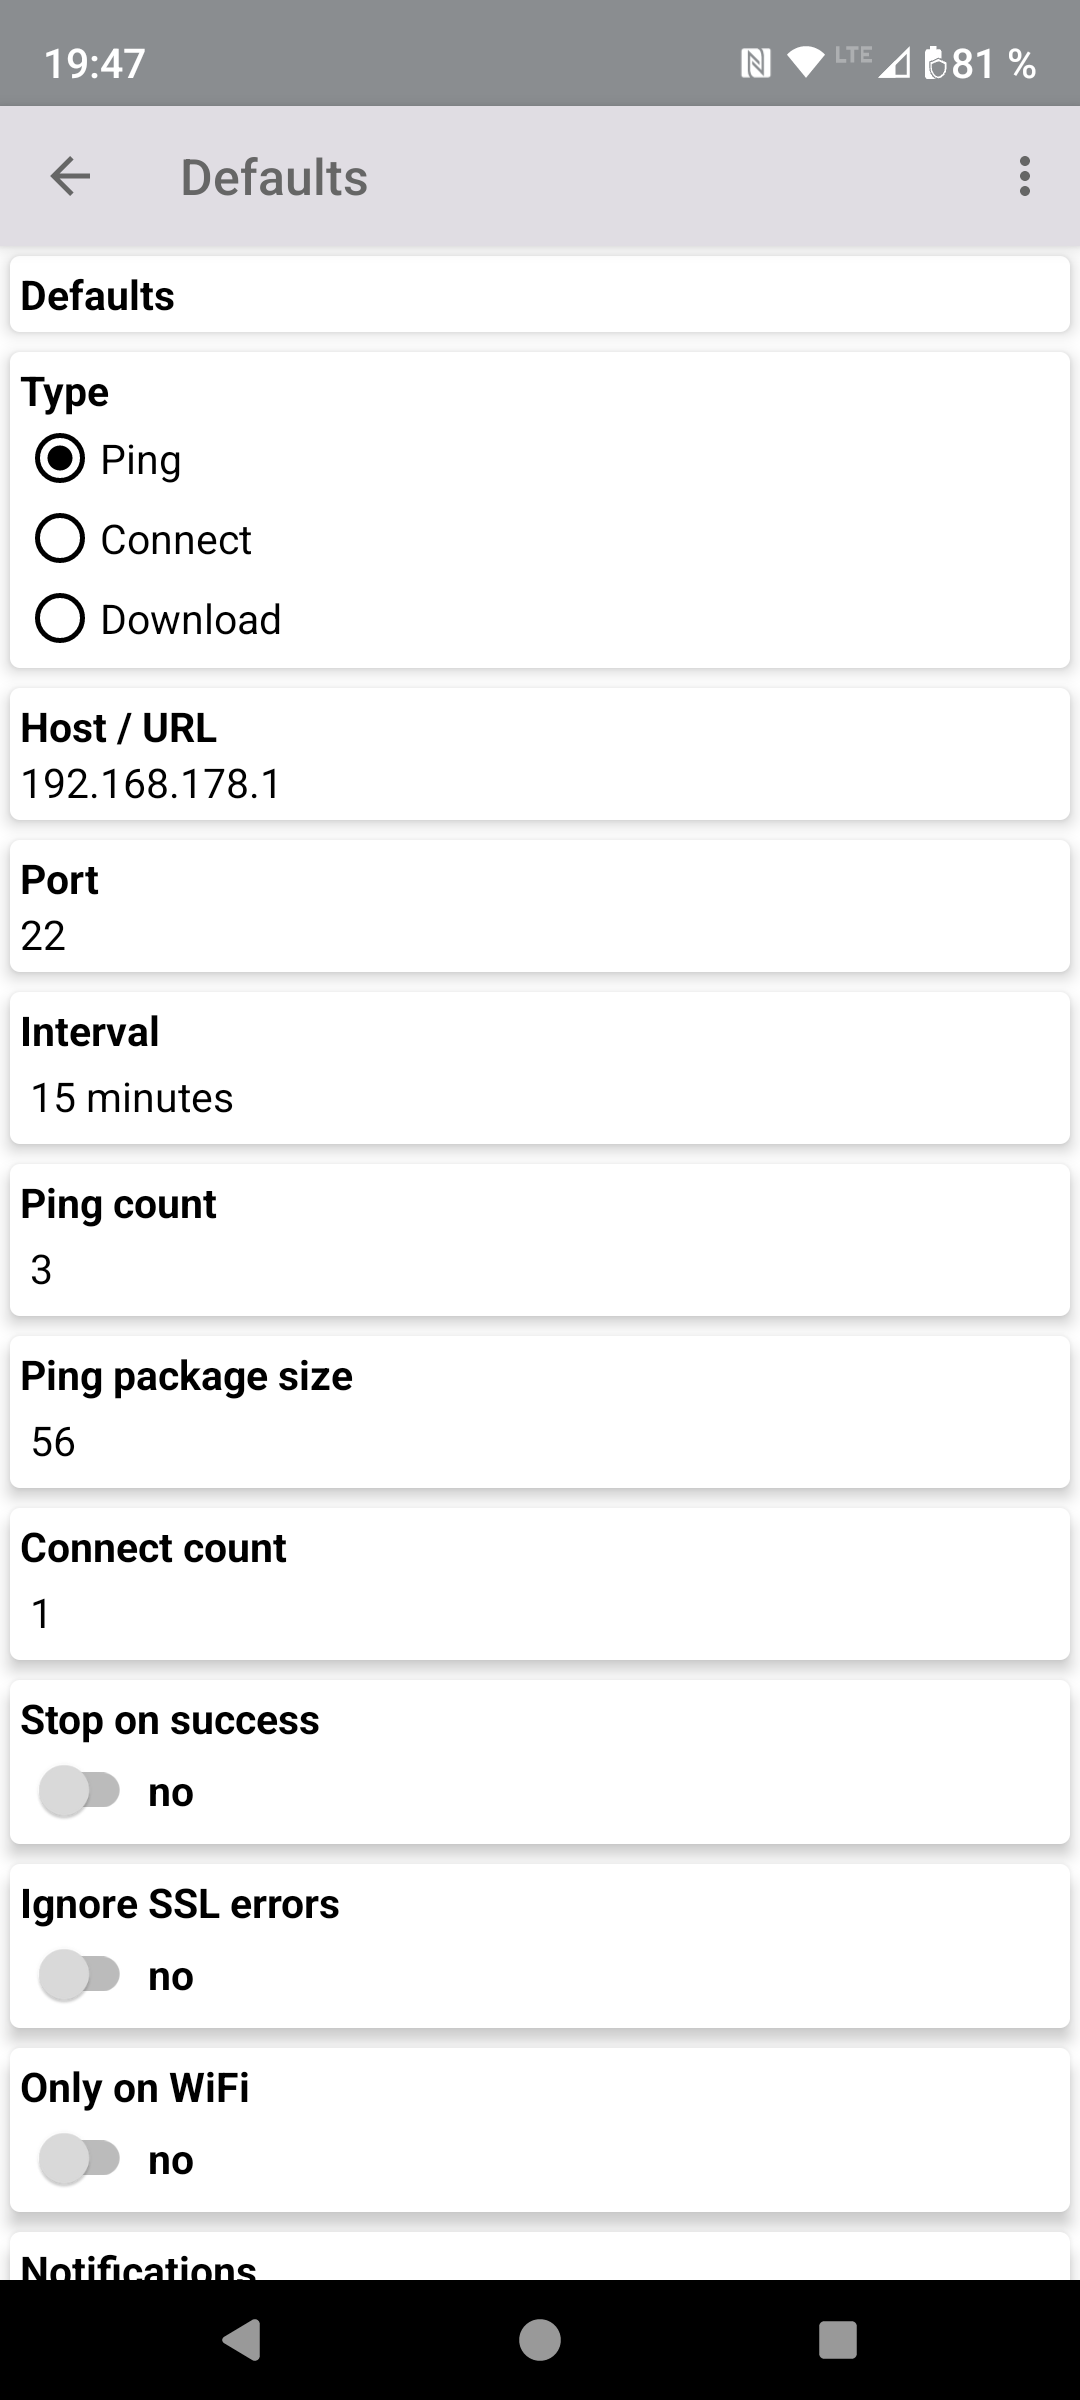 19:47 LTE 81 %
Defaults
Defaults
Type
Ping
Connect
Download
Host / URL
192.168.178.1
Port
22
Interval
15 minutes
Ping count
3
Ping package size
56
Connect count
1
Stop on success
no
Ignore SSL errors
no
Only on WiFi
no
Notifications